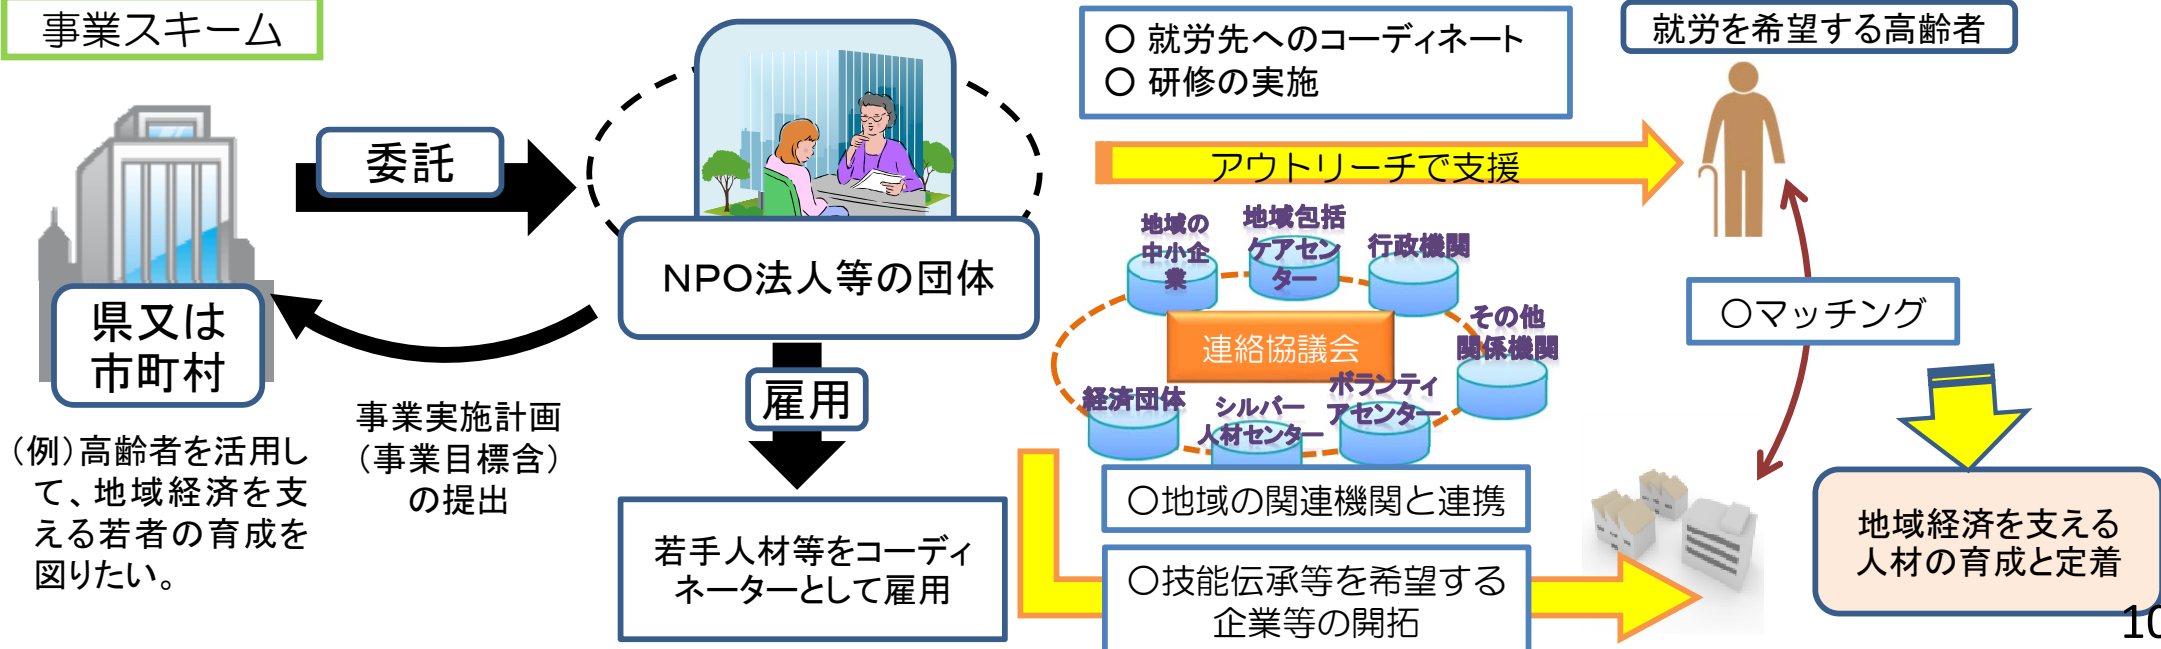 事業スキーム
県又は
市町村
（例）高齢者を活用し
て、地域経済を支
える若者の育成を
図りたい。
委託
事業実施計画
（事業目標含）
の提出
NPO法人等の団体
雇用
若手人材等をコーディ
ネーターとして雇用
〇 就労先へのコーディネート
〇 研修の実施
アウトリーチで支援
就労を希望する高齢者
地域の
中小企
業
地域包括
ケアセン
ター
行政機関
その他
関係機関
連絡協議会
経済団体
シルバー
人材センター
ボランティ
アセンター
〇地域の関連機関と連携
〇技能伝承等を希望する
企業等の開拓
〇マッチング
地域経済を支える
人材の育成と定着
10